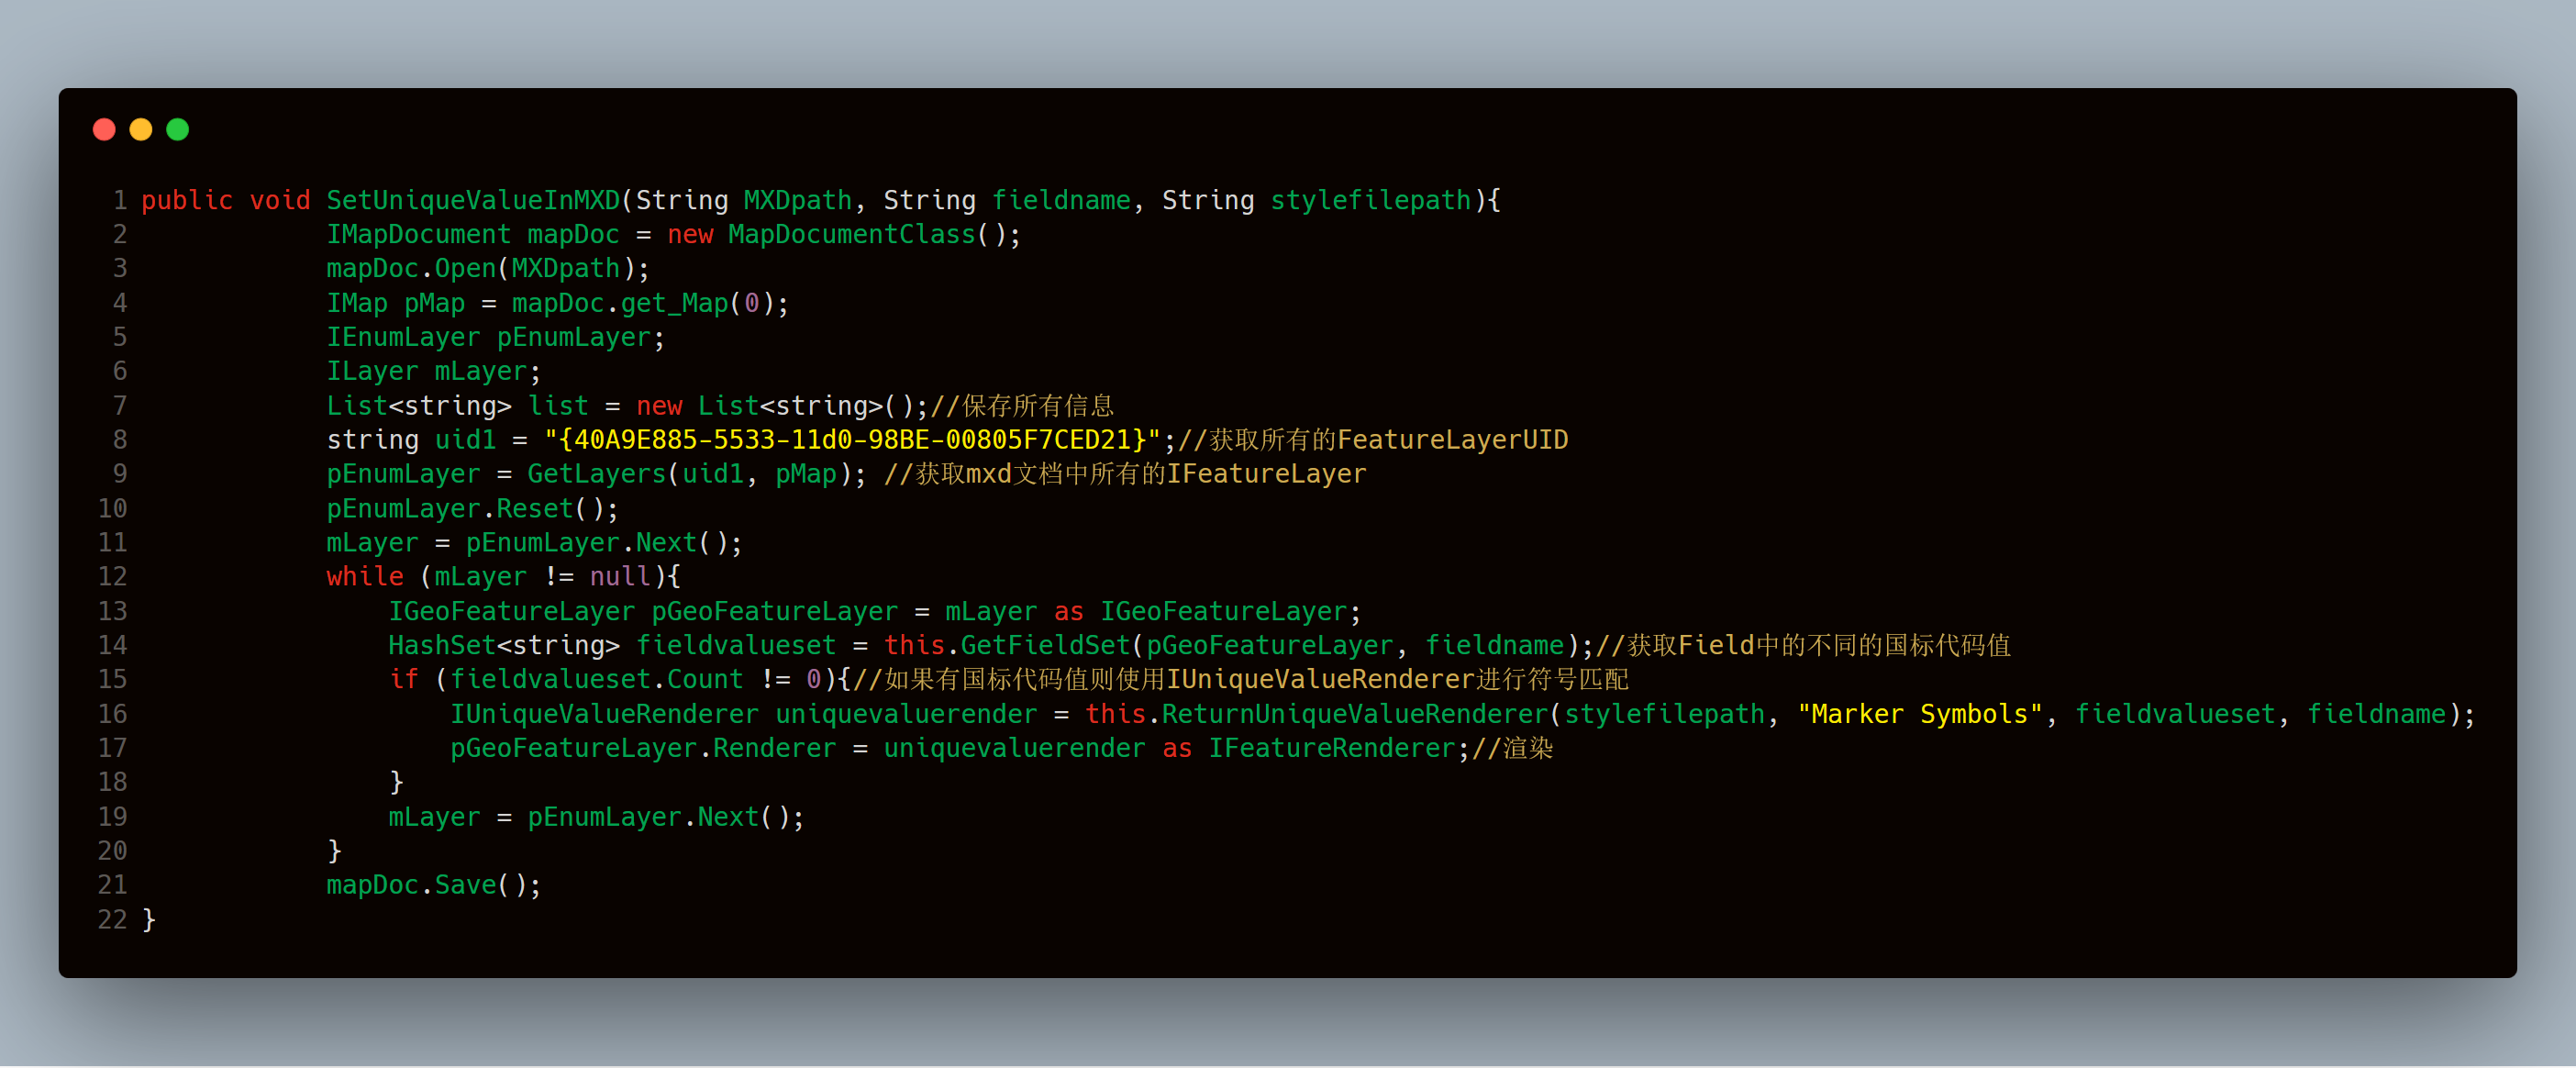 1 public void SetUniqueValueInMXD(String MXDpath, String fieldname, String stylefilepath){
2 IMapDocument mapDoc = new MapDocumentClass();
3 mapDoc.Open(MXDpath);
4 IMap pMap = mapDoc.get_Map(0);
5 IEnumLayer pEnumLayer;
6 ILayer mLayer;
7 List<string> list = new List<string>();//保存所有信息
8 string uid1 = "{40A9E885-5533-11d0-98BE-00805F7CED21}";//获取所有的FeatureLayerUID
9 pEnumLayer = GetLayers(uid1, pMap); //获取mxd文档中所有的IFeatureLayer
10 pEnumLayer.Reset();
11 mLayer = pEnumLayer.Next();
12 while (mLayer != null){
13 IGeoFeatureLayer pGeoFeatureLayer = mLayer as IGeoFeatureLayer;
14 HashSet<string> fieldvalueset = this.GetFieldSet(pGeoFeatureLayer, fieldname);//获取Field中的不同的国标代码值
15 if (fieldvalueset.Count != 0){//如果有国标代码值则使用IUniqueValueRenderer进行符号匹配
16 IUniqueValueRenderer uniquevaluerender = this.ReturnUniqueValueRenderer(stylefilepath, "Marker Symbols", fieldvalueset, fieldname);
17 pGeoFeatureLayer.Renderer = uniquevaluerender as IFeatureRenderer;//渲染
18 }
19 mLayer = pEnumLayer.Next();
20 }
21 mapDoc.Save();
22 }